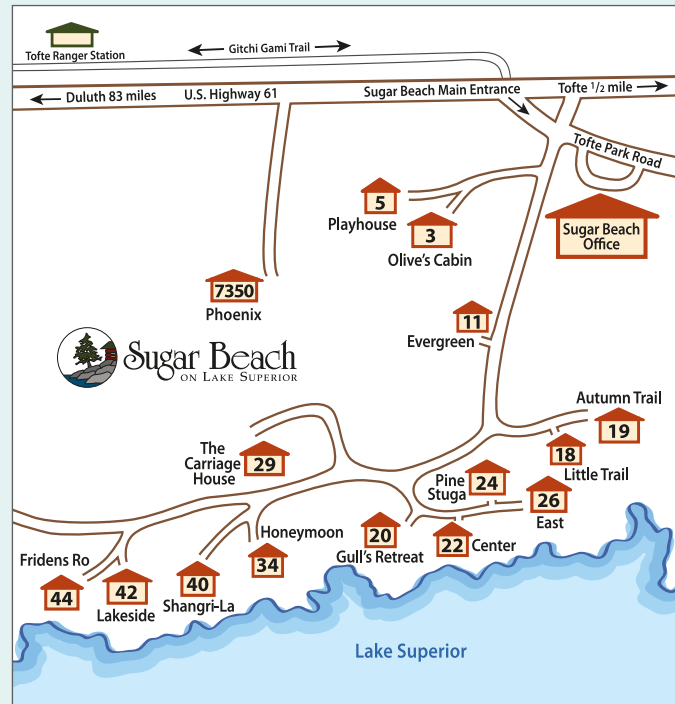 Tofte Ranger Station
Gitchi Gami Trail
Duluth 83 miles
U.S. Highway 61
Sugar Beach Main Entrance
Tofte 1/2 mile
Tofte Park Road
5
Playhouse
3
Olive's Cabin
Sugar Beach
Office
7350
Phoenix
11
Evergreen
Sugar Beach
ON LAKE SUPERIOR
Autumn Trail
19
18
Little Trail
The
Carriage
House
29
Pine
Stuga
24
26
East
20
Gull's Retreat
22
Center
Honeymoon
34
Fridens Ro
44
42
Lakeside
40
Shangri-La
Lake Superior